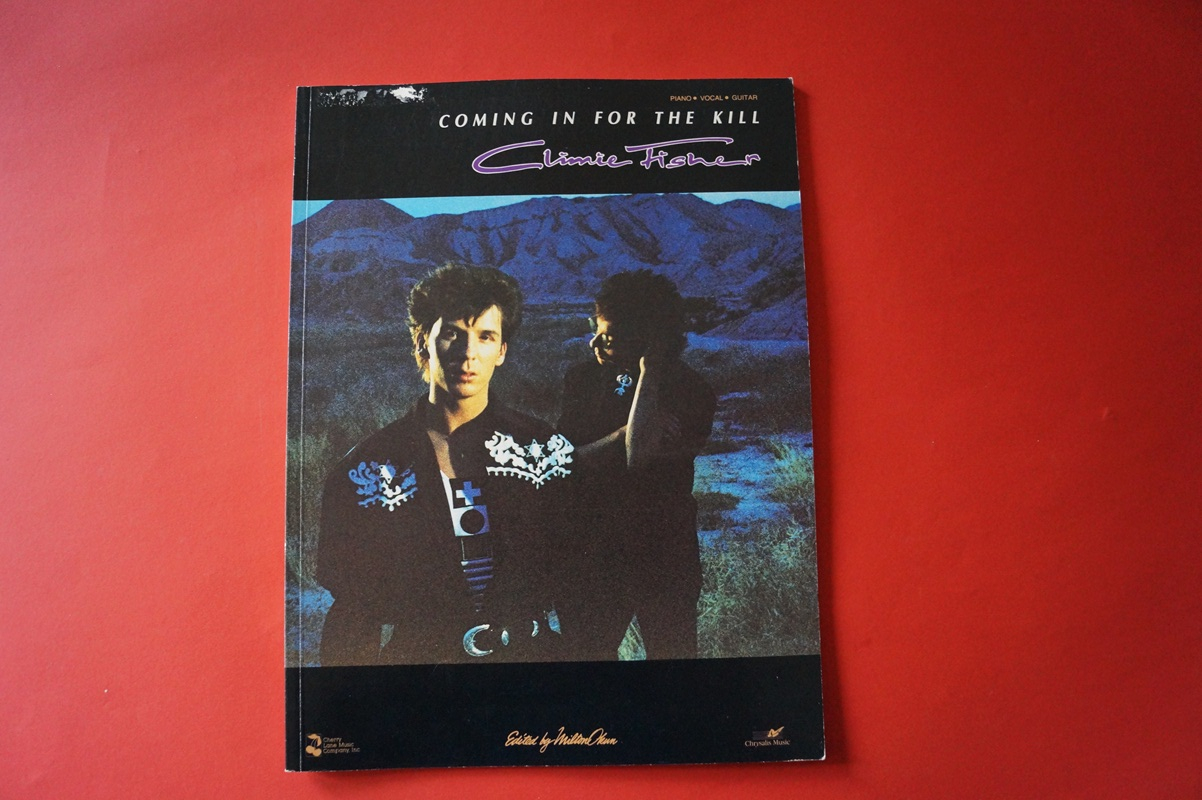 PIANO • VOCAL • GUITAR
COMING IN FOR THE KILL
Climie Fisher
Cherry
Lane Music
Company, Inc.
Edited by Milton Okun
Chrysalis Music